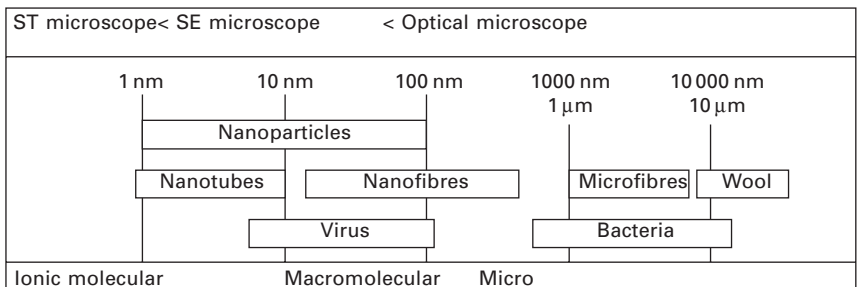 ST microscope< SE microscope < Optical microscope
1 nm 10 nm 100 nm 1000 nm 10 000 nm
1 μm 10 μm
Nanoparticles
Nanotubes Nanofibres Microfibres Wool
Virus Bacteria
Ionic molecular Macromolecular Micro